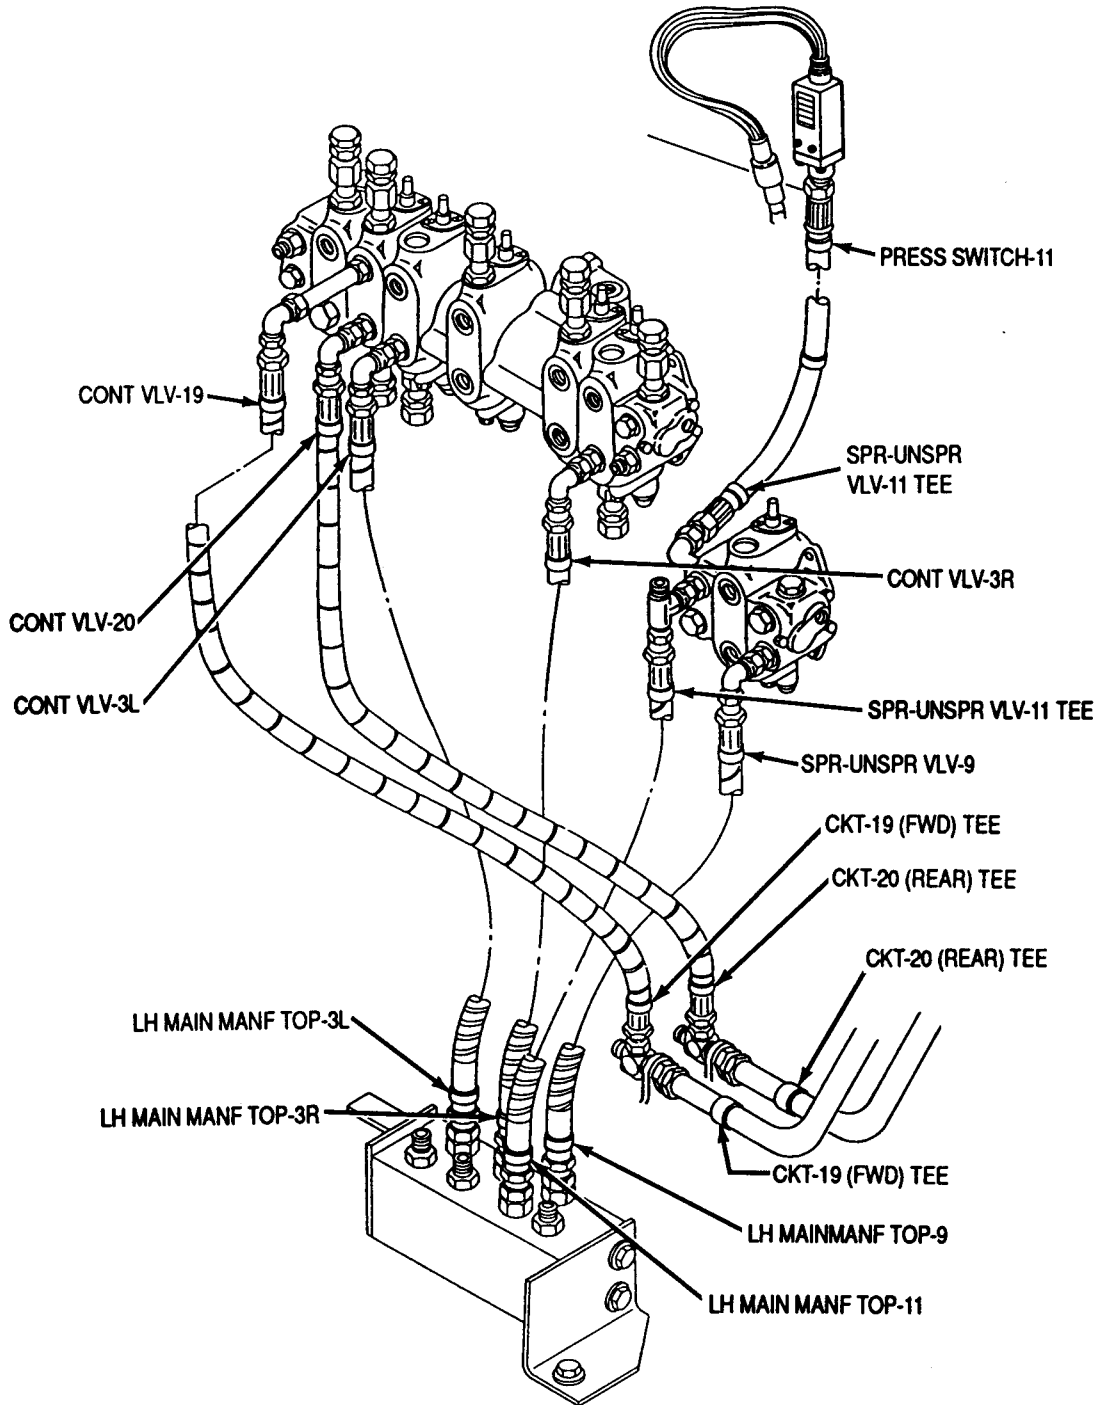 PRESS SWITCH-11
CONT VLV-19
SPR-UNSPR
VLV-11 TEE
CONT VLV-3R
CONT VLV-20
CONT VLV-3L
SPR-UNSPR VLV-11 TEE
SPR-UNSPR VLV-9
CKT-19 (FWD) TEE
CKT-20 (REAR) TEE
CKT-20 (REAR) TEE
LH MAIN MANF TOP-3L
LH MAIN MANF TOP-3R
CKT-19 (FWD) TEE
LH MAINMANF TOP-9
LH MAIN MANF TOP-11